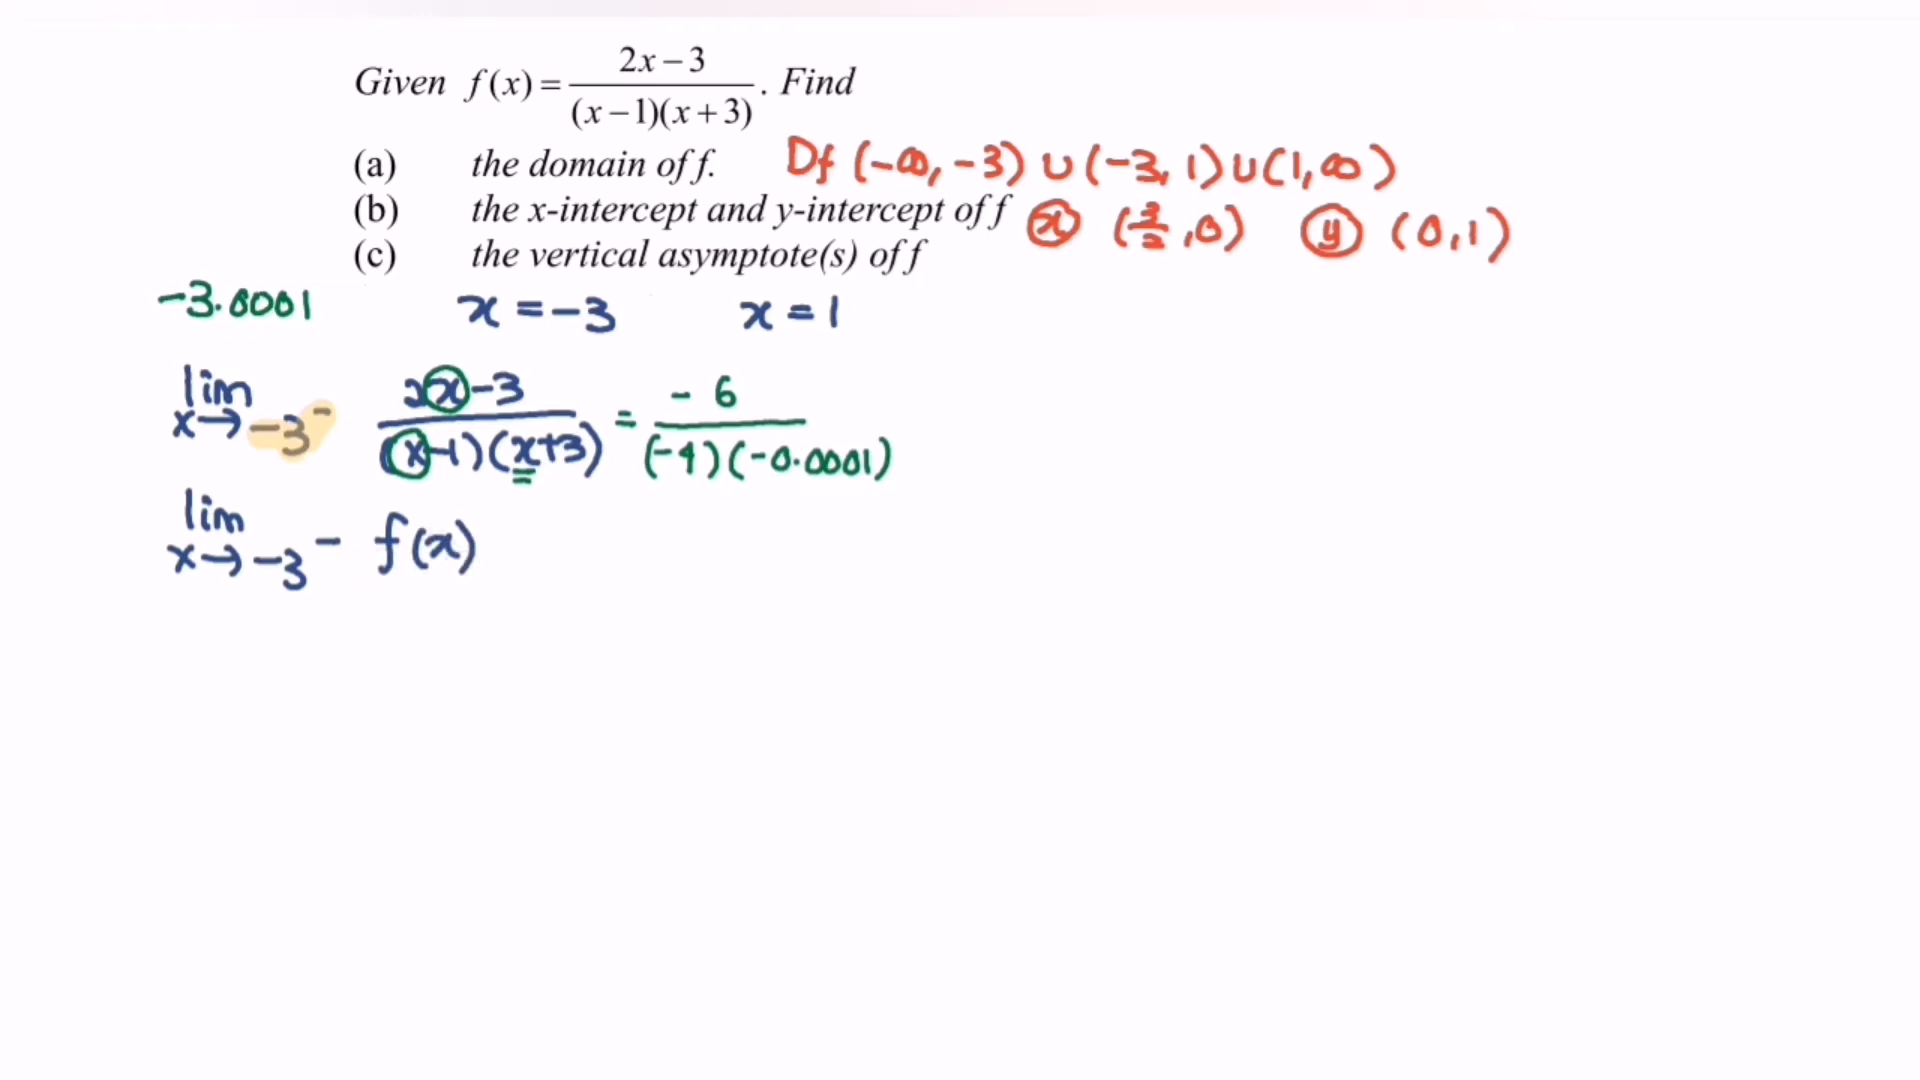 Given f(x) = (2x − 3)/((x − 1)(x + 3)). Find
(a) the domain of f. Df (-∞, -3) ∪ (-3, 1) ∪ (1, ∞)
(b) the x-intercept and y-intercept of f x (3/2, 0) y (0, 1)
(c) the vertical asymptote(s) of f
-3.0001 x = -3 x = 1
lim x→-3⁻ (2x-3)/((x-1)(x+3)) = -6/((-4)(-0.0001))
lim x→-3⁻ f(x)